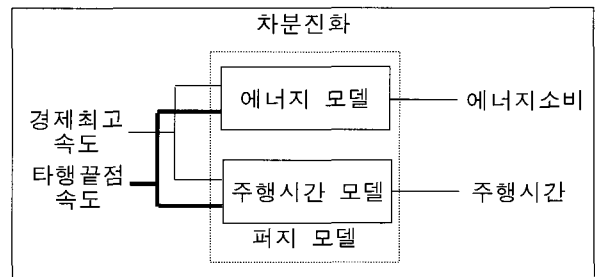 차분진화
에너지 모델
에너지소비
경제최고
속도
타행끝점
속도
주행시간 모델
주행시간
퍼지 모델